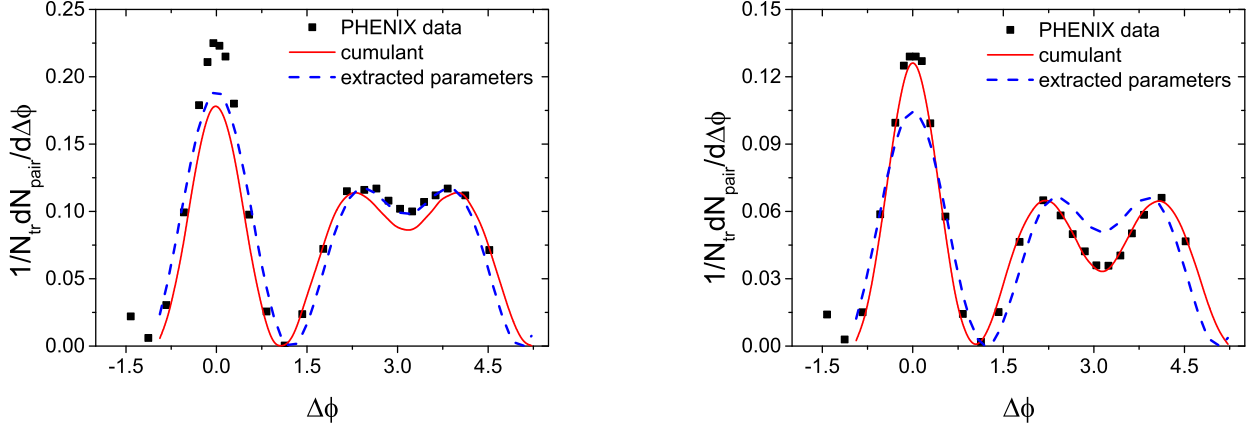 0.25
0.20
0.15
0.10
0.05
0.00
1/N_tr dN_pair/dΔϕ
PHENIX data
cumulant
extracted parameters
-1.5 0.0 1.5 3.0 4.5
Δϕ
0.15
0.12
0.09
0.06
0.03
0.00
1/N_tr dN_pair/dΔϕ
PHENIX data
cumulant
extracted parameters
-1.5 0.0 1.5 3.0 4.5
Δϕ